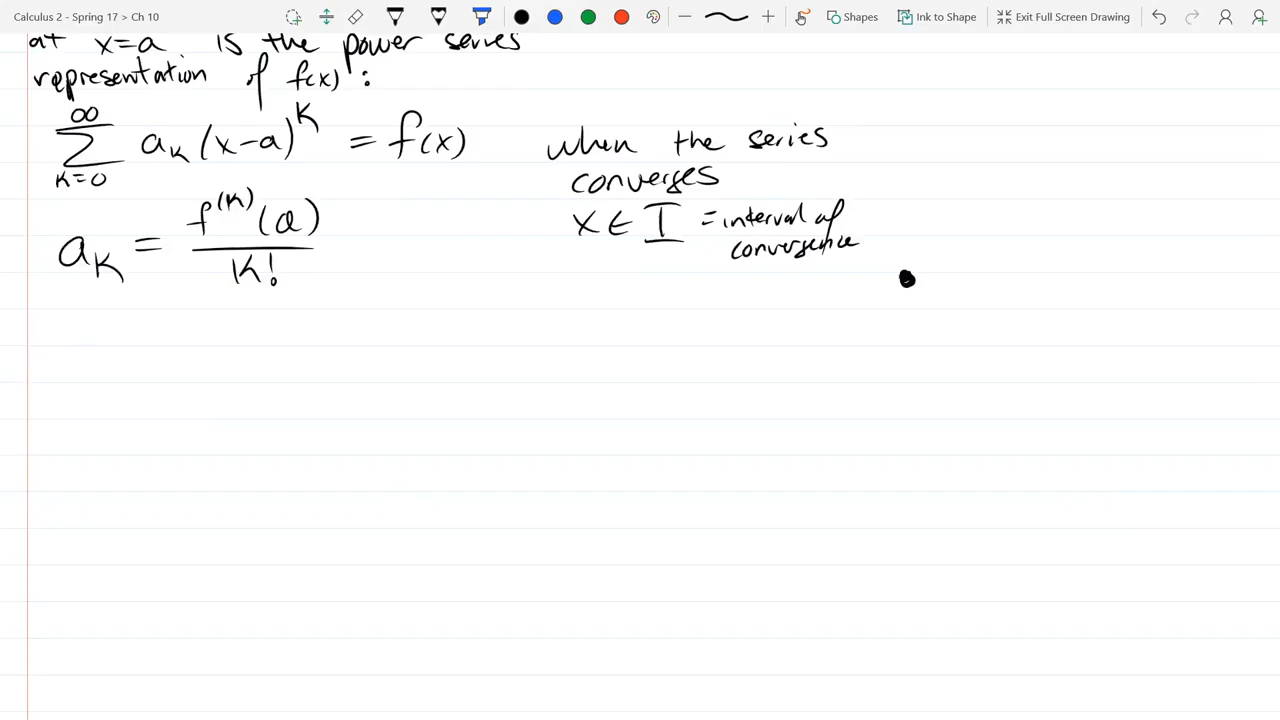 Calculus 2 - Spring 17 > Ch 10
Shapes
Ink to Shape
Exit Full Screen Drawing
at x=a is the power series
representation of f(x) :
∞
∑ aₖ (x-a)ᴷ = f(x)
K=0
when the series
converges
x ∈ I = interval of
convergence
aₖ = f⁽ᴷ⁾(a) / K!